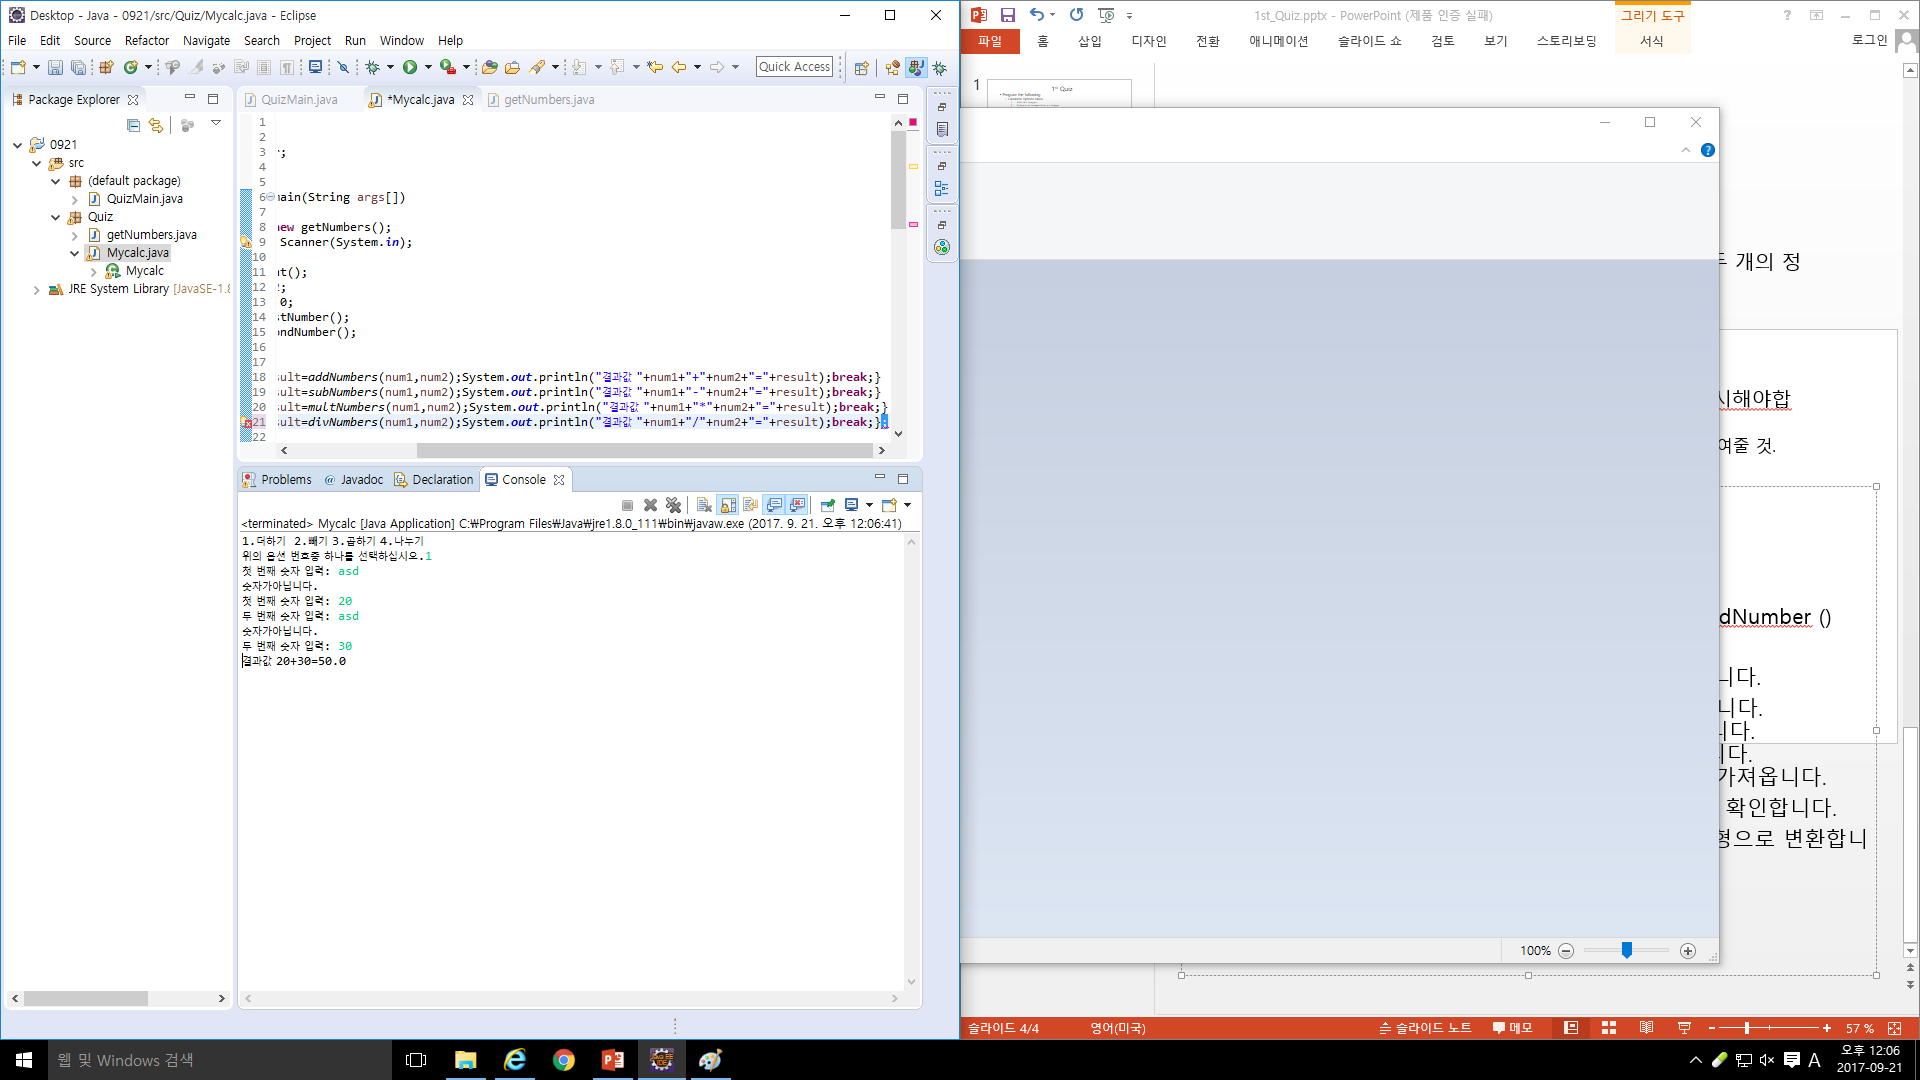 Desktop - Java - 0921/src/Quiz/Mycalc.java - Eclipse
File Edit Source Refactor Navigate Search Project Run Window Help
Quick Access
Package Explorer
0921
src
(default package)
QuizMain.java
Quiz
getNumbers.java
Mycalc.java
Mycalc
JRE System Library [JavaSE-1.8
QuizMain.java *Mycalc.java getNumbers.java
1
2
3 r;
4
5
6 main(String args[])
7
8 new getNumbers();
9 Scanner(System.in);
10
11 nt();
12 2;
13 0;
14 stNumber();
15 ondNumber();
16
17
18 sult=addNumbers(num1,num2);System.out.println("결과값 "+num1+"+"+num2+"="+result);break;}
19 sult=subNumbers(num1,num2);System.out.println("결과값 "+num1+"-"+num2+"="+result);break;}
20 sult=multNumbers(num1,num2);System.out.println("결과값 "+num1+"*"+num2+"="+result);break;}
21 sult=divNumbers(num1,num2);System.out.println("결과값 "+num1+"/"+num2+"="+result);break;};
22
Problems @ Javadoc Declaration Console
<terminated> Mycalc [Java Application] C:₩Program Files₩Java₩jre1.8.0_111₩bin₩javaw.exe (2017. 9. 21. 오후 12:06:41)
1.더하기 2.빼기 3.곱하기 4.나누기
위의 옵션 번호중 하나를 선택하십시오.1
첫 번째 숫자 입력: asd
숫자가아닙니다.
첫 번째 숫자 입력: 20
두 번째 숫자 입력: asd
숫자가아닙니다.
두 번째 숫자 입력: 30
결과값 20+30=50.0
1st_Quiz.pptx - PowerPoint (제품 인증 실패)
그리기 도구
파일 홈 삽입 디자인 전환 애니메이션 슬라이드 쇼 검토 보기 스토리보딩 서식 로그인
1
1st Quiz
개의 정
시해야합
여줄 것.
dNumber ()
니다.
니다.
니다.
니다.
가져옵니다.
확인합니다.
형으로 변환합니
100%
슬라이드 4/4 영어(미국) 슬라이드 노트 메모 57 %
웹 및 Windows 검색
A
오후 12:06
2017-09-21